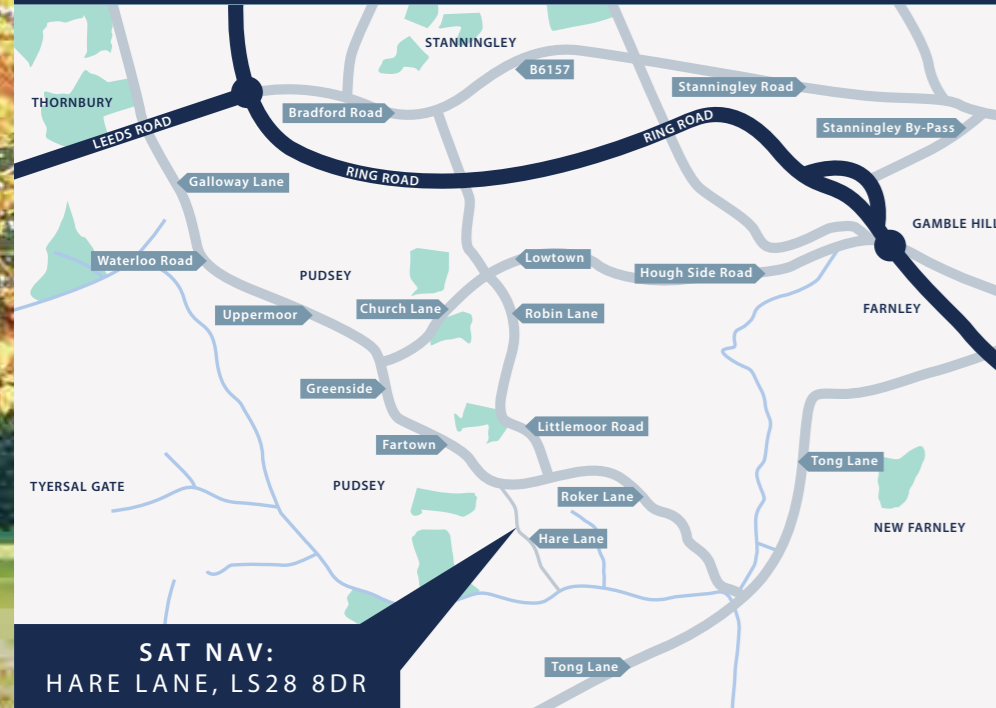 STANNINGLEY
B6157
Stanningley Road
THORNBURY
Bradford Road
LEEDS ROAD
RING ROAD
Stanningley By-Pass
RING ROAD
Galloway Lane
GAMBLE HILL
Waterloo Road
Lowtown
PUDSEY
Hough Side Road
Church Lane
Uppermoor
Robin Lane
FARNLEY
Greenside
Littlemoor Road
Fartown
Tong Lane
TYERSAL GATE
PUDSEY
Roker Lane
NEW FARNLEY
Hare Lane
SAT NAV:
HARE LANE, LS28 8DR
Tong Lane